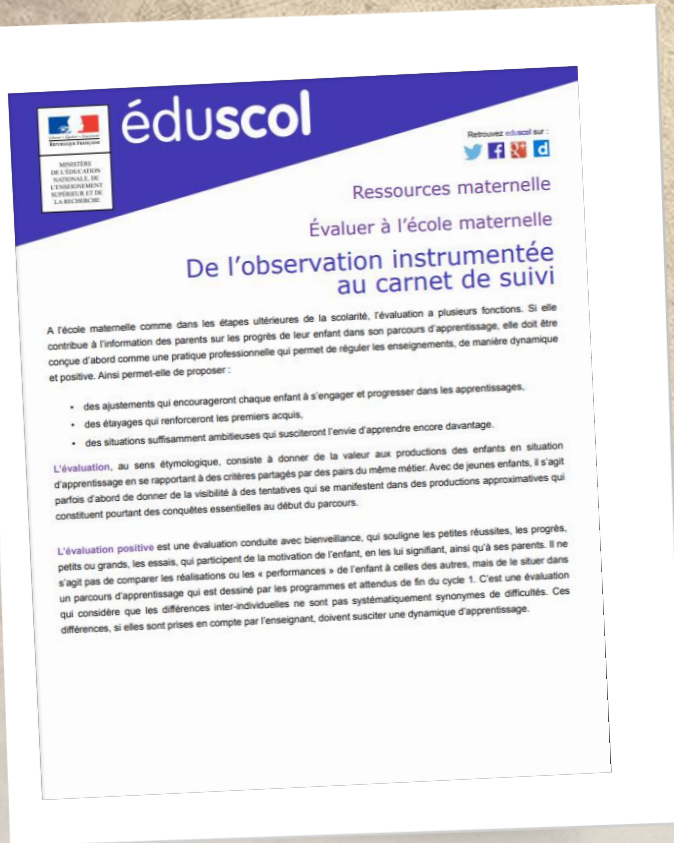 éduscol
Liberté • Égalité • Fraternité
RÉPUBLIQUE FRANÇAISE
MINISTÈRE
DE L'ÉDUCATION
NATIONALE, DE
L'ENSEIGNEMENT
SUPÉRIEUR ET DE
LA RECHERCHE
Retrouvez eduscol sur :
Ressources maternelle
Évaluer à l'école maternelle
De l'observation instrumentée
au carnet de suivi
A l'école maternelle comme dans les étapes ultérieures de la scolarité, l'évaluation a plusieurs fonctions. Si elle
contribue à l'information des parents sur les progrès de leur enfant dans son parcours d'apprentissage, elle doit être
conçue d'abord comme une pratique professionnelle qui permet de réguler les enseignements, de manière dynamique
et positive. Ainsi permet-elle de proposer :
• des ajustements qui encourageront chaque enfant à s'engager et progresser dans les apprentissages,
• des étayages qui renforceront les premiers acquis,
• des situations suffisamment ambitieuses qui susciteront l'envie d'apprendre encore davantage.
L'évaluation, au sens étymologique, consiste à donner de la valeur aux productions des enfants en situation
d'apprentissage en se rapportant à des critères partagés par des pairs du même métier. Avec de jeunes enfants, il s'agit
parfois d'abord de donner de la visibilité à des tentatives qui se manifestent dans des productions approximatives qui
constituent pourtant des conquêtes essentielles au début du parcours.
L'évaluation positive est une évaluation conduite avec bienveillance, qui souligne les petites réussites, les progrès,
petits ou grands, les essais, qui participent de la motivation de l'enfant, en les lui signifiant, ainsi qu'à ses parents. Il ne
s'agit pas de comparer les réalisations ou les « performances » de l'enfant à celles des autres, mais de le situer dans
un parcours d'apprentissage qui est dessiné par les programmes et attendus de fin du cycle 1. C'est une évaluation
qui considère que les différences inter-individuelles ne sont pas systématiquement synonymes de difficultés. Ces
différences, si elles sont prises en compte par l'enseignant, doivent susciter une dynamique d'apprentissage.